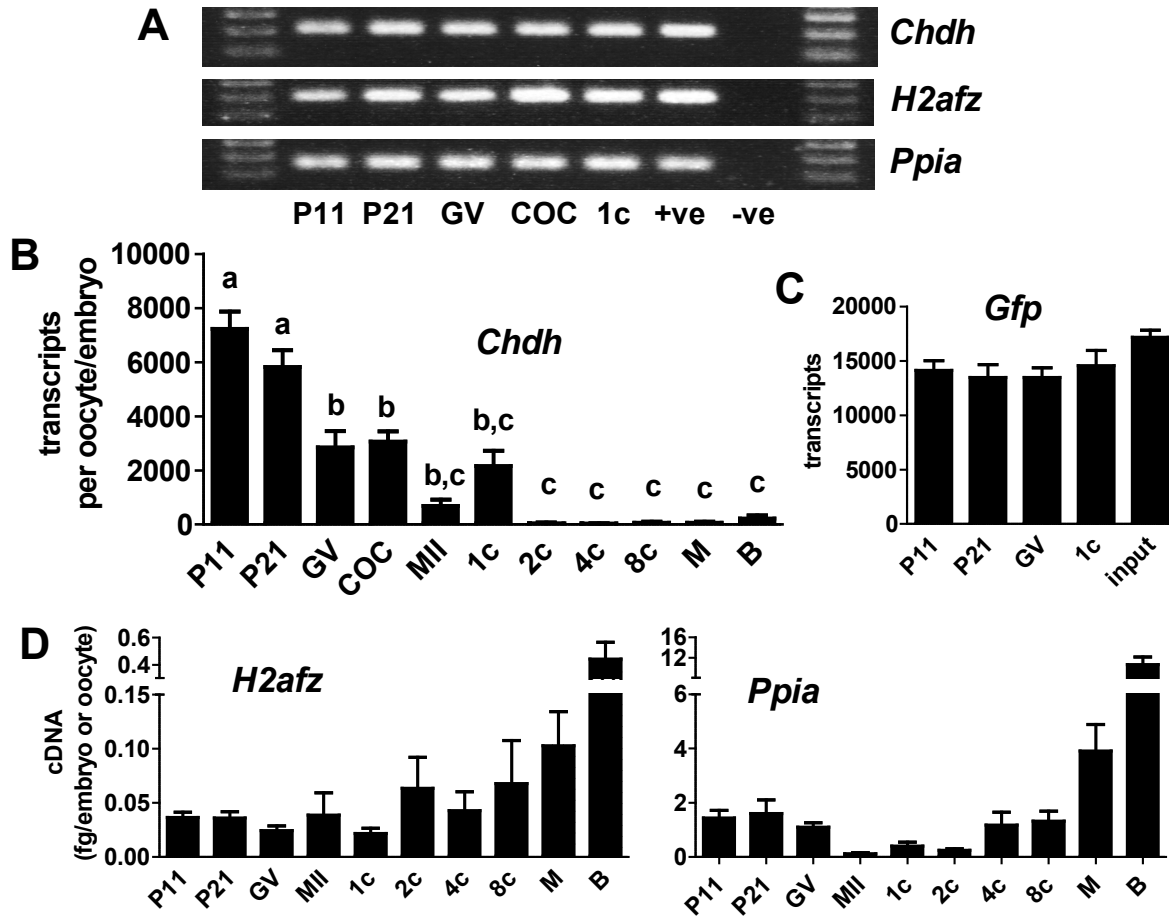 A
Chdh
H2afz
Ppia
P11 P21 GV COC 1c +ve -ve
B
transcripts
per oocyte/embryo
10000
8000
6000
4000
2000
0
Chdh
a
a
b
b
b,c
b,c
c
c
c
c
c
P11 P21 GV COC MII 1c 2c 4c 8c M B
C
Gfp
transcripts
20000
15000
10000
5000
0
P11 P21 GV 1c input
D
cDNA
(fg/embryo or oocyte)
H2afz
0.6
0.4
0.15
0.10
0.05
0.00
P11 P21 GV MII 1c 2c 4c 8c M B
Ppia
16
12
8
6
4
2
0
P11 P21 GV MII 1c 2c 4c 8c M B